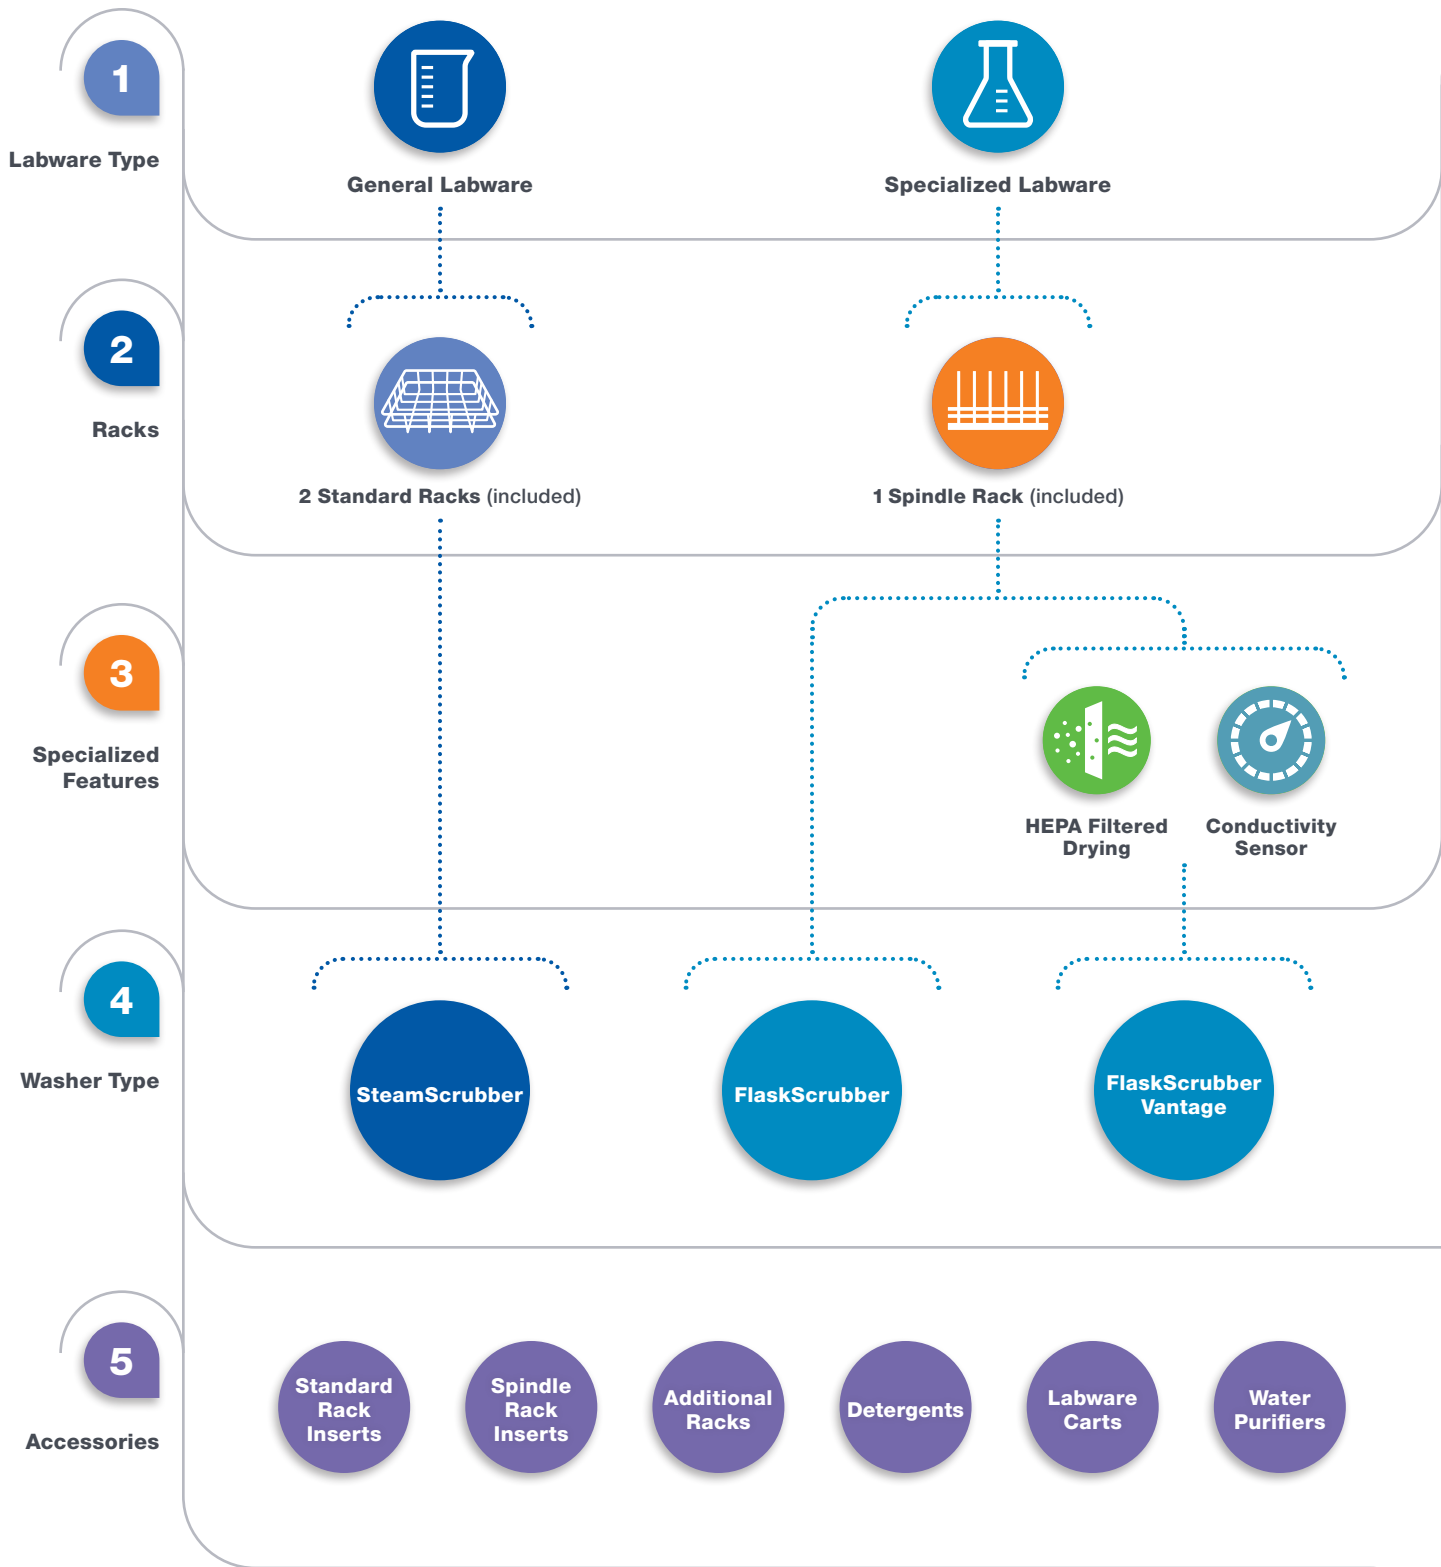 1
Labware Type
General Labware
Specialized Labware
2
Racks
2 Standard Racks (included)
1 Spindle Rack (included)
3
Specialized
Features
HEPA Filtered
Drying
Conductivity
Sensor
4
Washer Type
SteamScrubber
FlaskScrubber
FlaskScrubber
Vantage
5
Accessories
Standard
Rack
Inserts
Spindle
Rack
Inserts
Additional
Racks
Detergents
Labware
Carts
Water
Purifiers